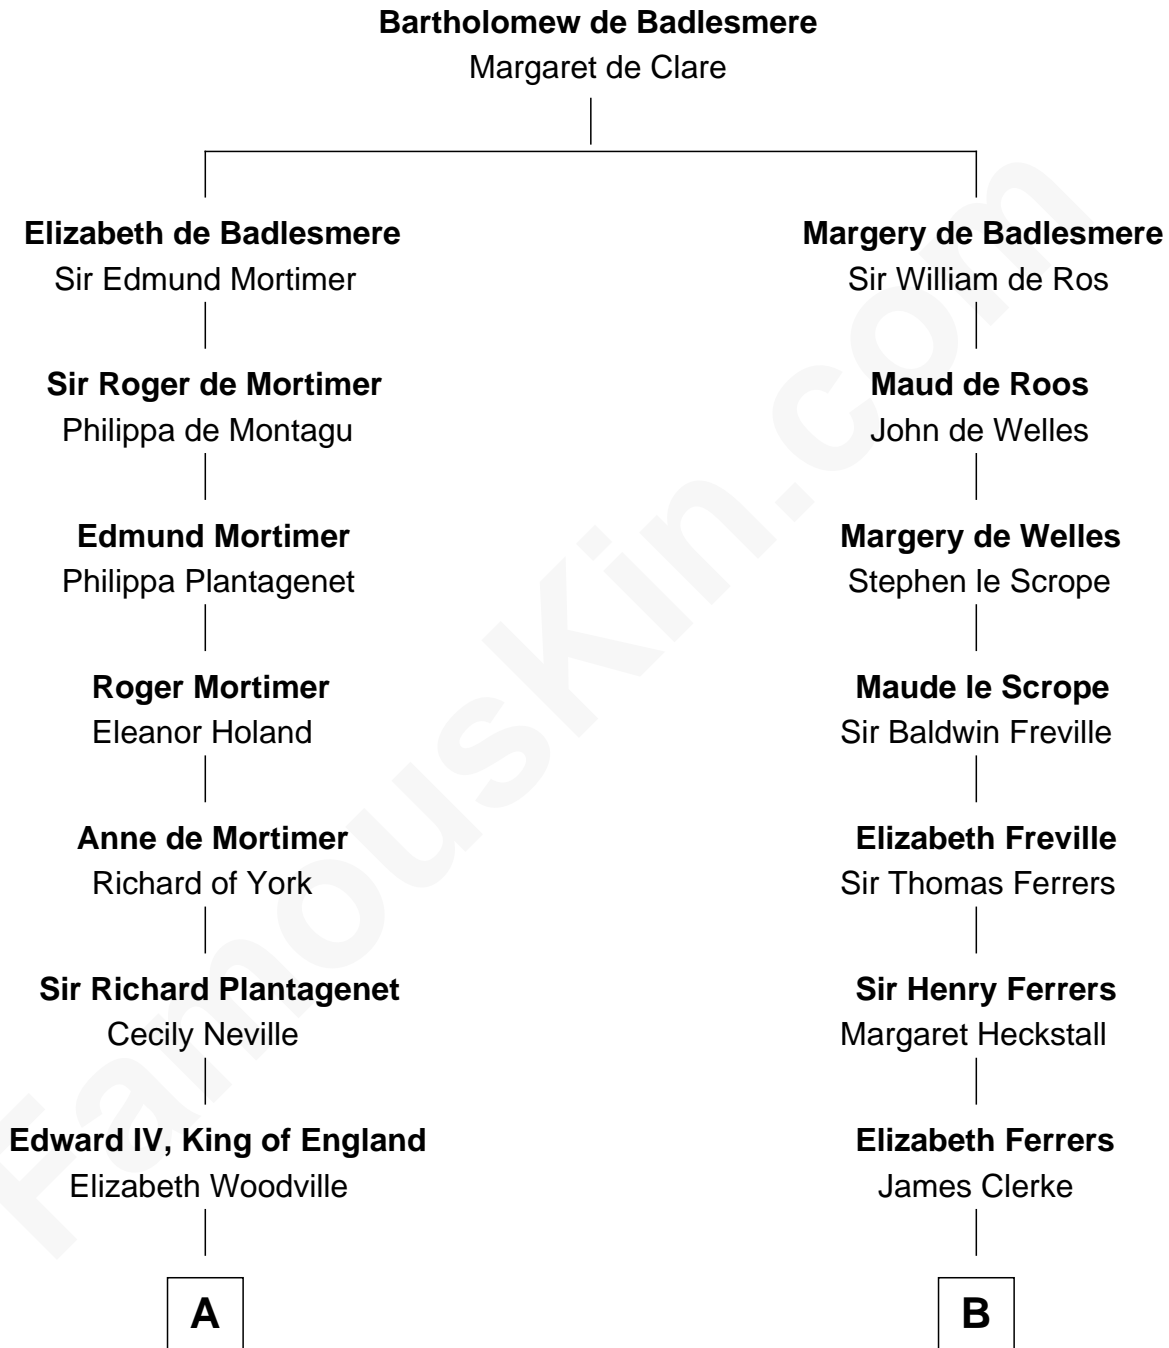 Bartholomew de Badlesmere
Margaret de Clare
Elizabeth de Badlesmere
Sir Edmund Mortimer
Margery de Badlesmere
Sir William de Ros
Sir Roger de Mortimer
Philippa de Montagu
Maud de Roos
John de Welles
Edmund Mortimer
Philippa Plantagenet
Margery de Welles
Stephen le Scrope
Roger Mortimer
Eleanor Holand
Maude le Scrope
Sir Baldwin Freville
Anne de Mortimer
Richard of York
Elizabeth Freville
Sir Thomas Ferrers
Sir Richard Plantagenet
Cecily Neville
Sir Henry Ferrers
Margaret Heckstall
Edward IV, King of England
Elizabeth Woodville
Elizabeth Ferrers
James Clerke
A
B
FamousKin.com